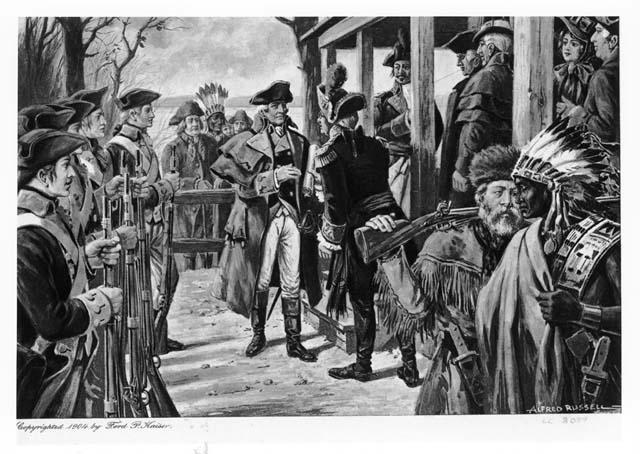 ALFRED RUSSELL
Copyrighted 1904 by Ford P. Kaiser.